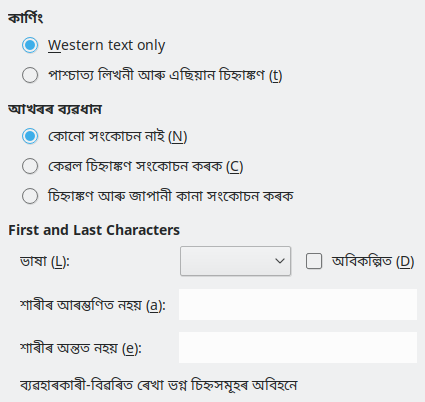 কাৰ্ণিং
Western text only
পাশ্চাত্য লিখনী আৰু এছিয়ান চিহ্নাঙ্কণ (t)
আখৰৰ ব্যৱধান
কোনো সংকোচন নাই (N)
কেৱল চিহ্নাঙ্কণ সংকোচন কৰক (C)
চিহ্নাঙ্কণ আৰু জাপানী কানা সংকোচন কৰক
First and Last Characters
ভাষা (L):
অবিকল্পিত (D)
শাৰীৰ আৰম্ভণিত নহয় (a):
শাৰীৰ অন্তত নহয় (e):
ব্যৱহাৰকাৰী-বিৱৰিত ৰেখা ভগ্ন চিহ্নসমূহৰ অবিহনে